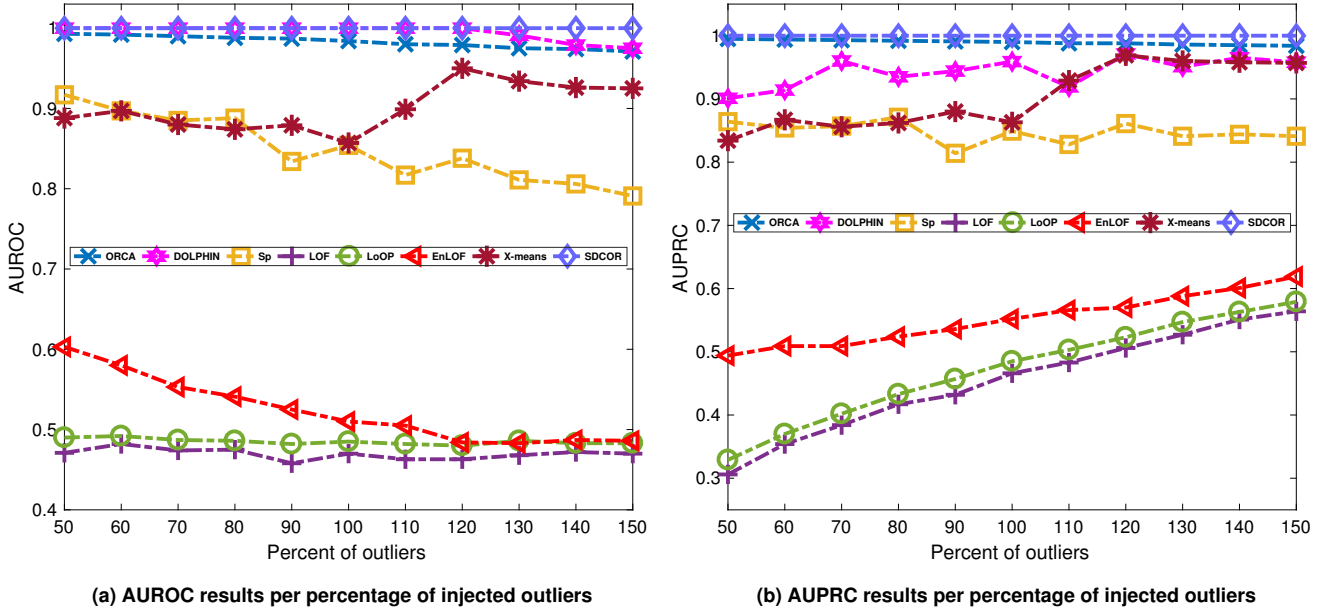 AUROC
1
0.9
0.8
0.7
0.6
0.5
0.4
ORCA DOLPHIN Sp LOF LoOP EnLOF X-means SDCOR
50 60 70 80 90 100 110 120 130 140 150
Percent of outliers
(a) AUROC results per percentage of injected outliers
AUPRC
1
0.9
0.8
0.7
0.6
0.5
0.4
0.3
ORCA DOLPHIN Sp LOF LoOP EnLOF X-means SDCOR
50 60 70 80 90 100 110 120 130 140 150
Percent of outliers
(b) AUPRC results per percentage of injected outliers